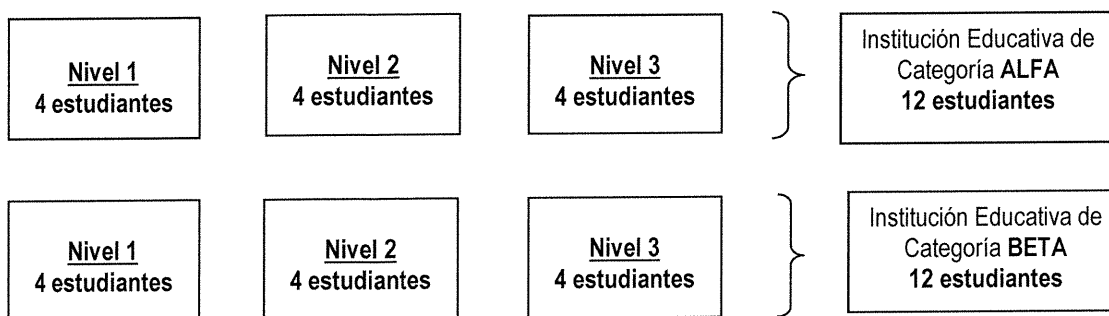 Nivel 1
4 estudiantes
Nivel 2
4 estudiantes
Nivel 3
4 estudiantes
Institución Educativa de
Categoría ALFA
12 estudiantes
Nivel 1
4 estudiantes
Nivel 2
4 estudiantes
Nivel 3
4 estudiantes
Institución Educativa de
Categoría BETA
12 estudiantes